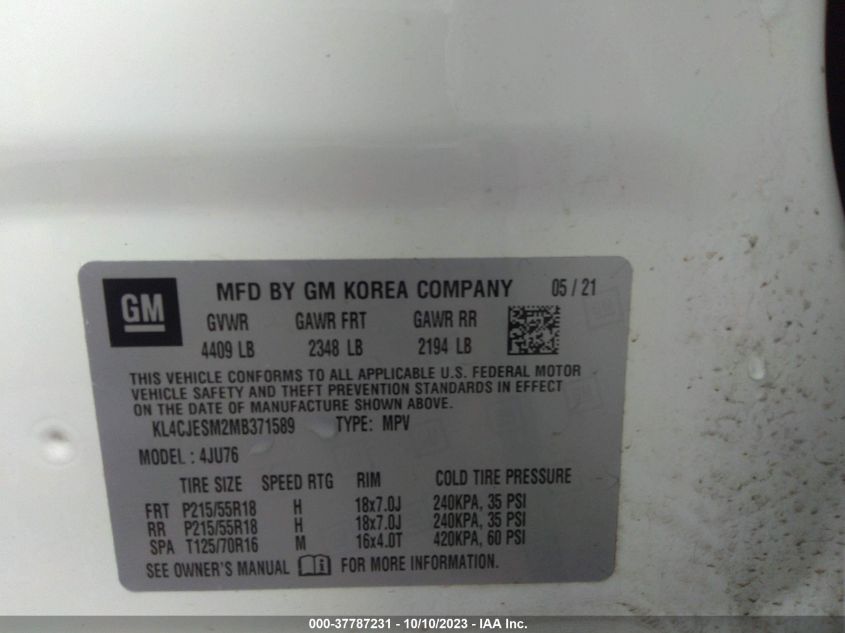 GM
MFD BY GM KOREA COMPANY 05 / 21
GVWR GAWR FRT GAWR RR
4409 LB 2348 LB 2194 LB
THIS VEHICLE CONFORMS TO ALL APPLICABLE U.S. FEDERAL MOTOR
VEHICLE SAFETY AND THEFT PREVENTION STANDARDS IN EFFECT
ON THE DATE OF MANUFACTURE SHOWN ABOVE.
KL4CJESM2MB371589 TYPE: MPV
MODEL : 4JU76
TIRE SIZE SPEED RTG RIM COLD TIRE PRESSURE
FRT P215/55R18 H 18x7.0J 240KPA, 35 PSI
RR P215/55R18 H 18x7.0J 240KPA, 35 PSI
SPA T125/70R16 M 16x4.0T 420KPA, 60 PSI
SEE OWNER'S MANUAL FOR MORE INFORMATION.
000-37787231 - 10/10/2023 - IAA Inc.